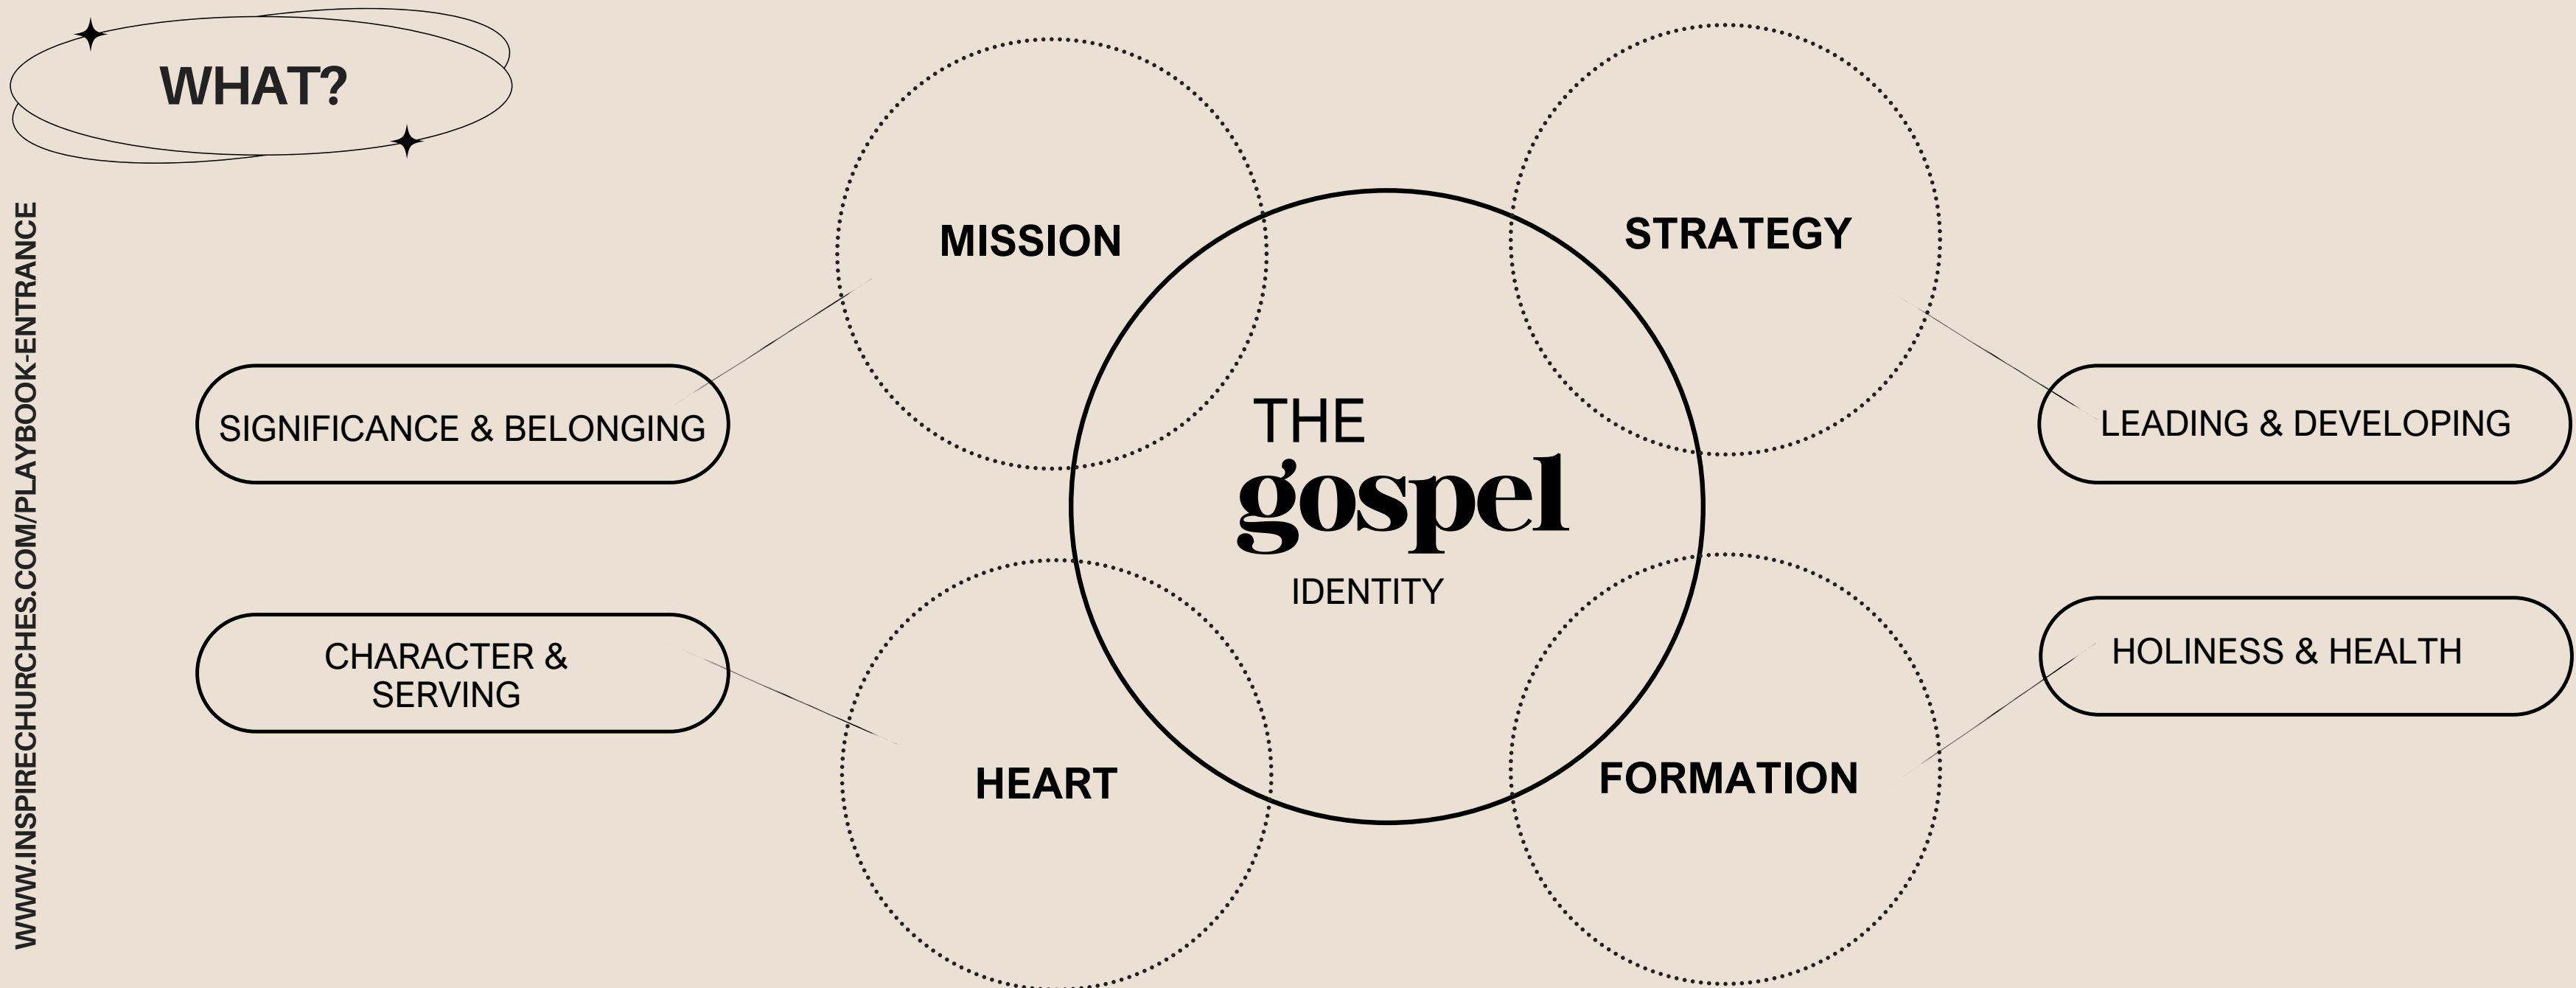 WHAT?
WWW.INSPIRECHURCHES.COM/PLAYBOOK-ENTRANCE
MISSION
STRATEGY
SIGNIFICANCE & BELONGING
LEADING & DEVELOPING
THE
gospel
IDENTITY
CHARACTER &
SERVING
HOLINESS & HEALTH
HEART
FORMATION